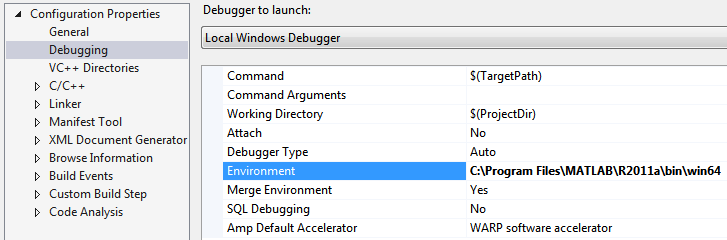 Configuration Properties
General
Debugging
VC++ Directories
C/C++
Linker
Manifest Tool
XML Document Generator
Browse Information
Build Events
Custom Build Step
Code Analysis
Debugger to launch:
Local Windows Debugger
Command $(TargetPath)
Command Arguments
Working Directory $(ProjectDir)
Attach No
Debugger Type Auto
Environment C:\Program Files\MATLAB\R2011a\bin\win64
Merge Environment Yes
SQL Debugging No
Amp Default Accelerator WARP software accelerator